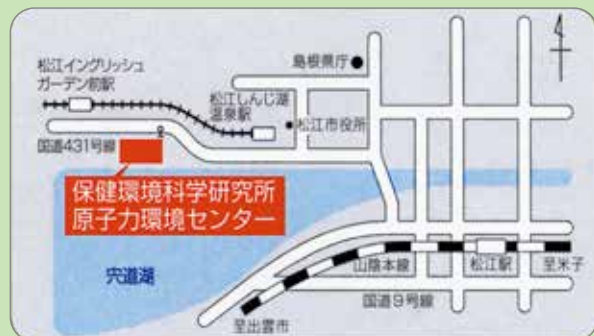 松江イングリッシュ
ガーデン前駅
島根県庁
松江しんじ湖
温泉駅
松江市役所
国道431号線
保健環境科学研究所
原子力環境センター
宍道湖
山陰本線
松江駅
至米子
国道9号線
至出雲市